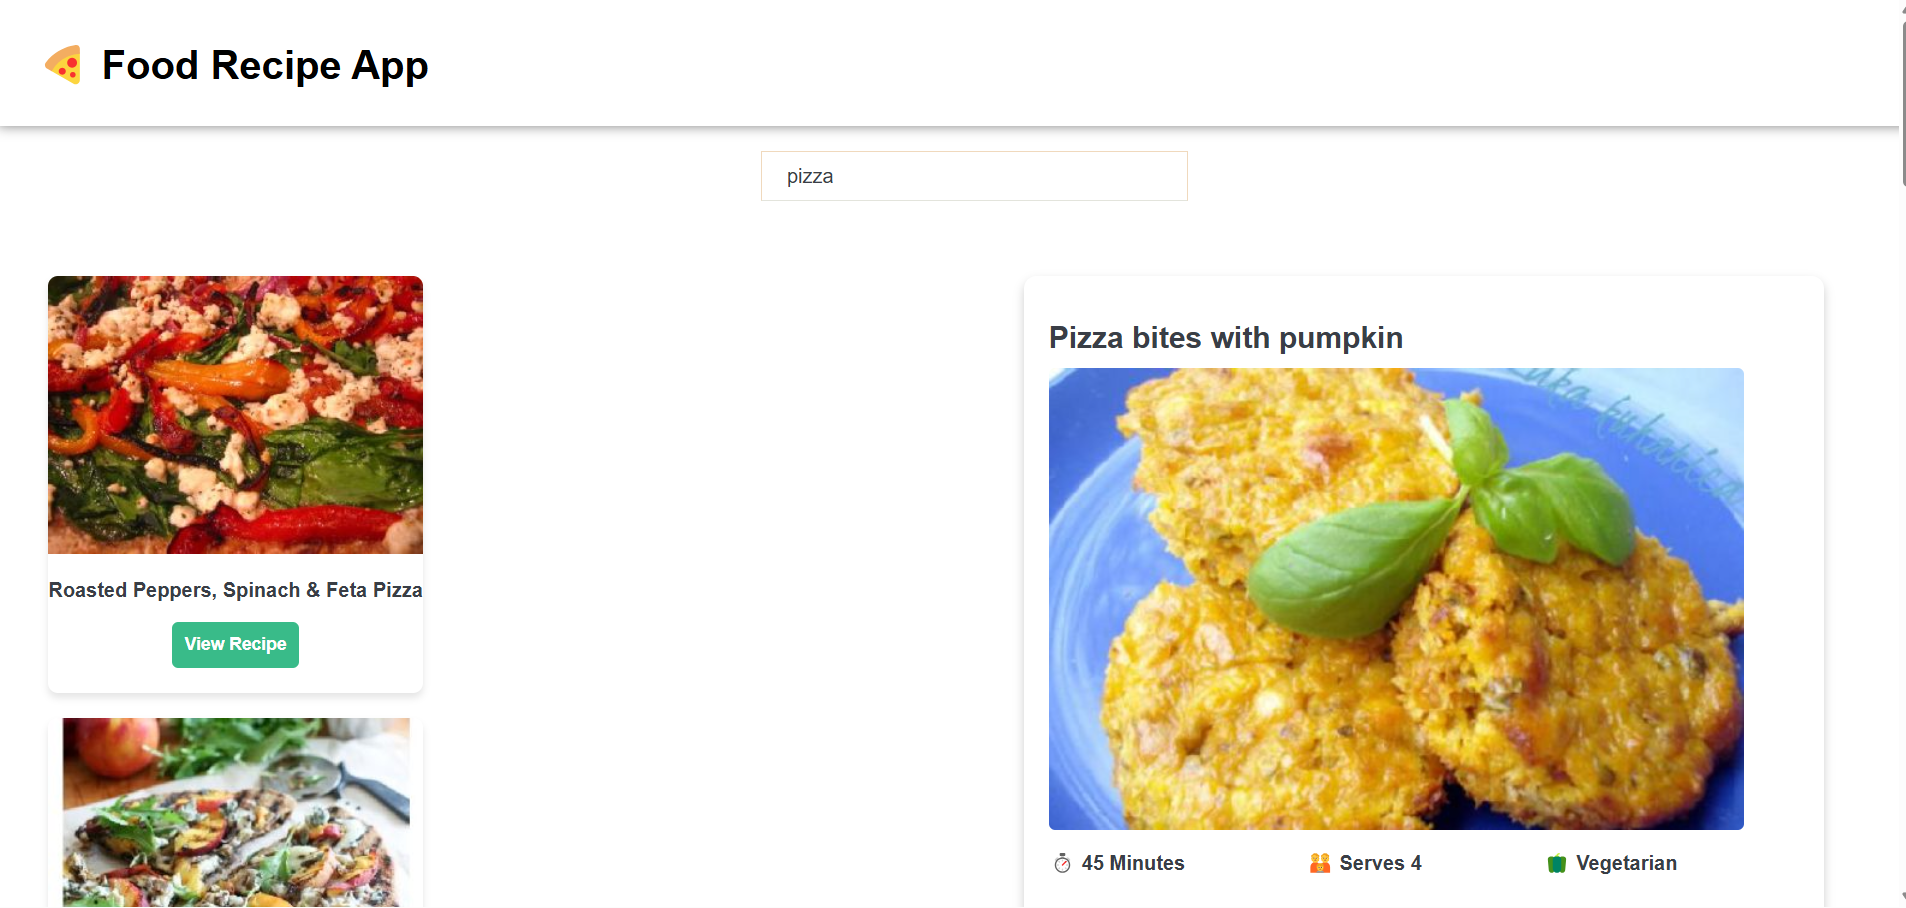 Food Recipe App
pizza
Roasted Peppers, Spinach & Feta Pizza
View Recipe
Pizza bites with pumpkin
45 Minutes
Serves 4
Vegetarian